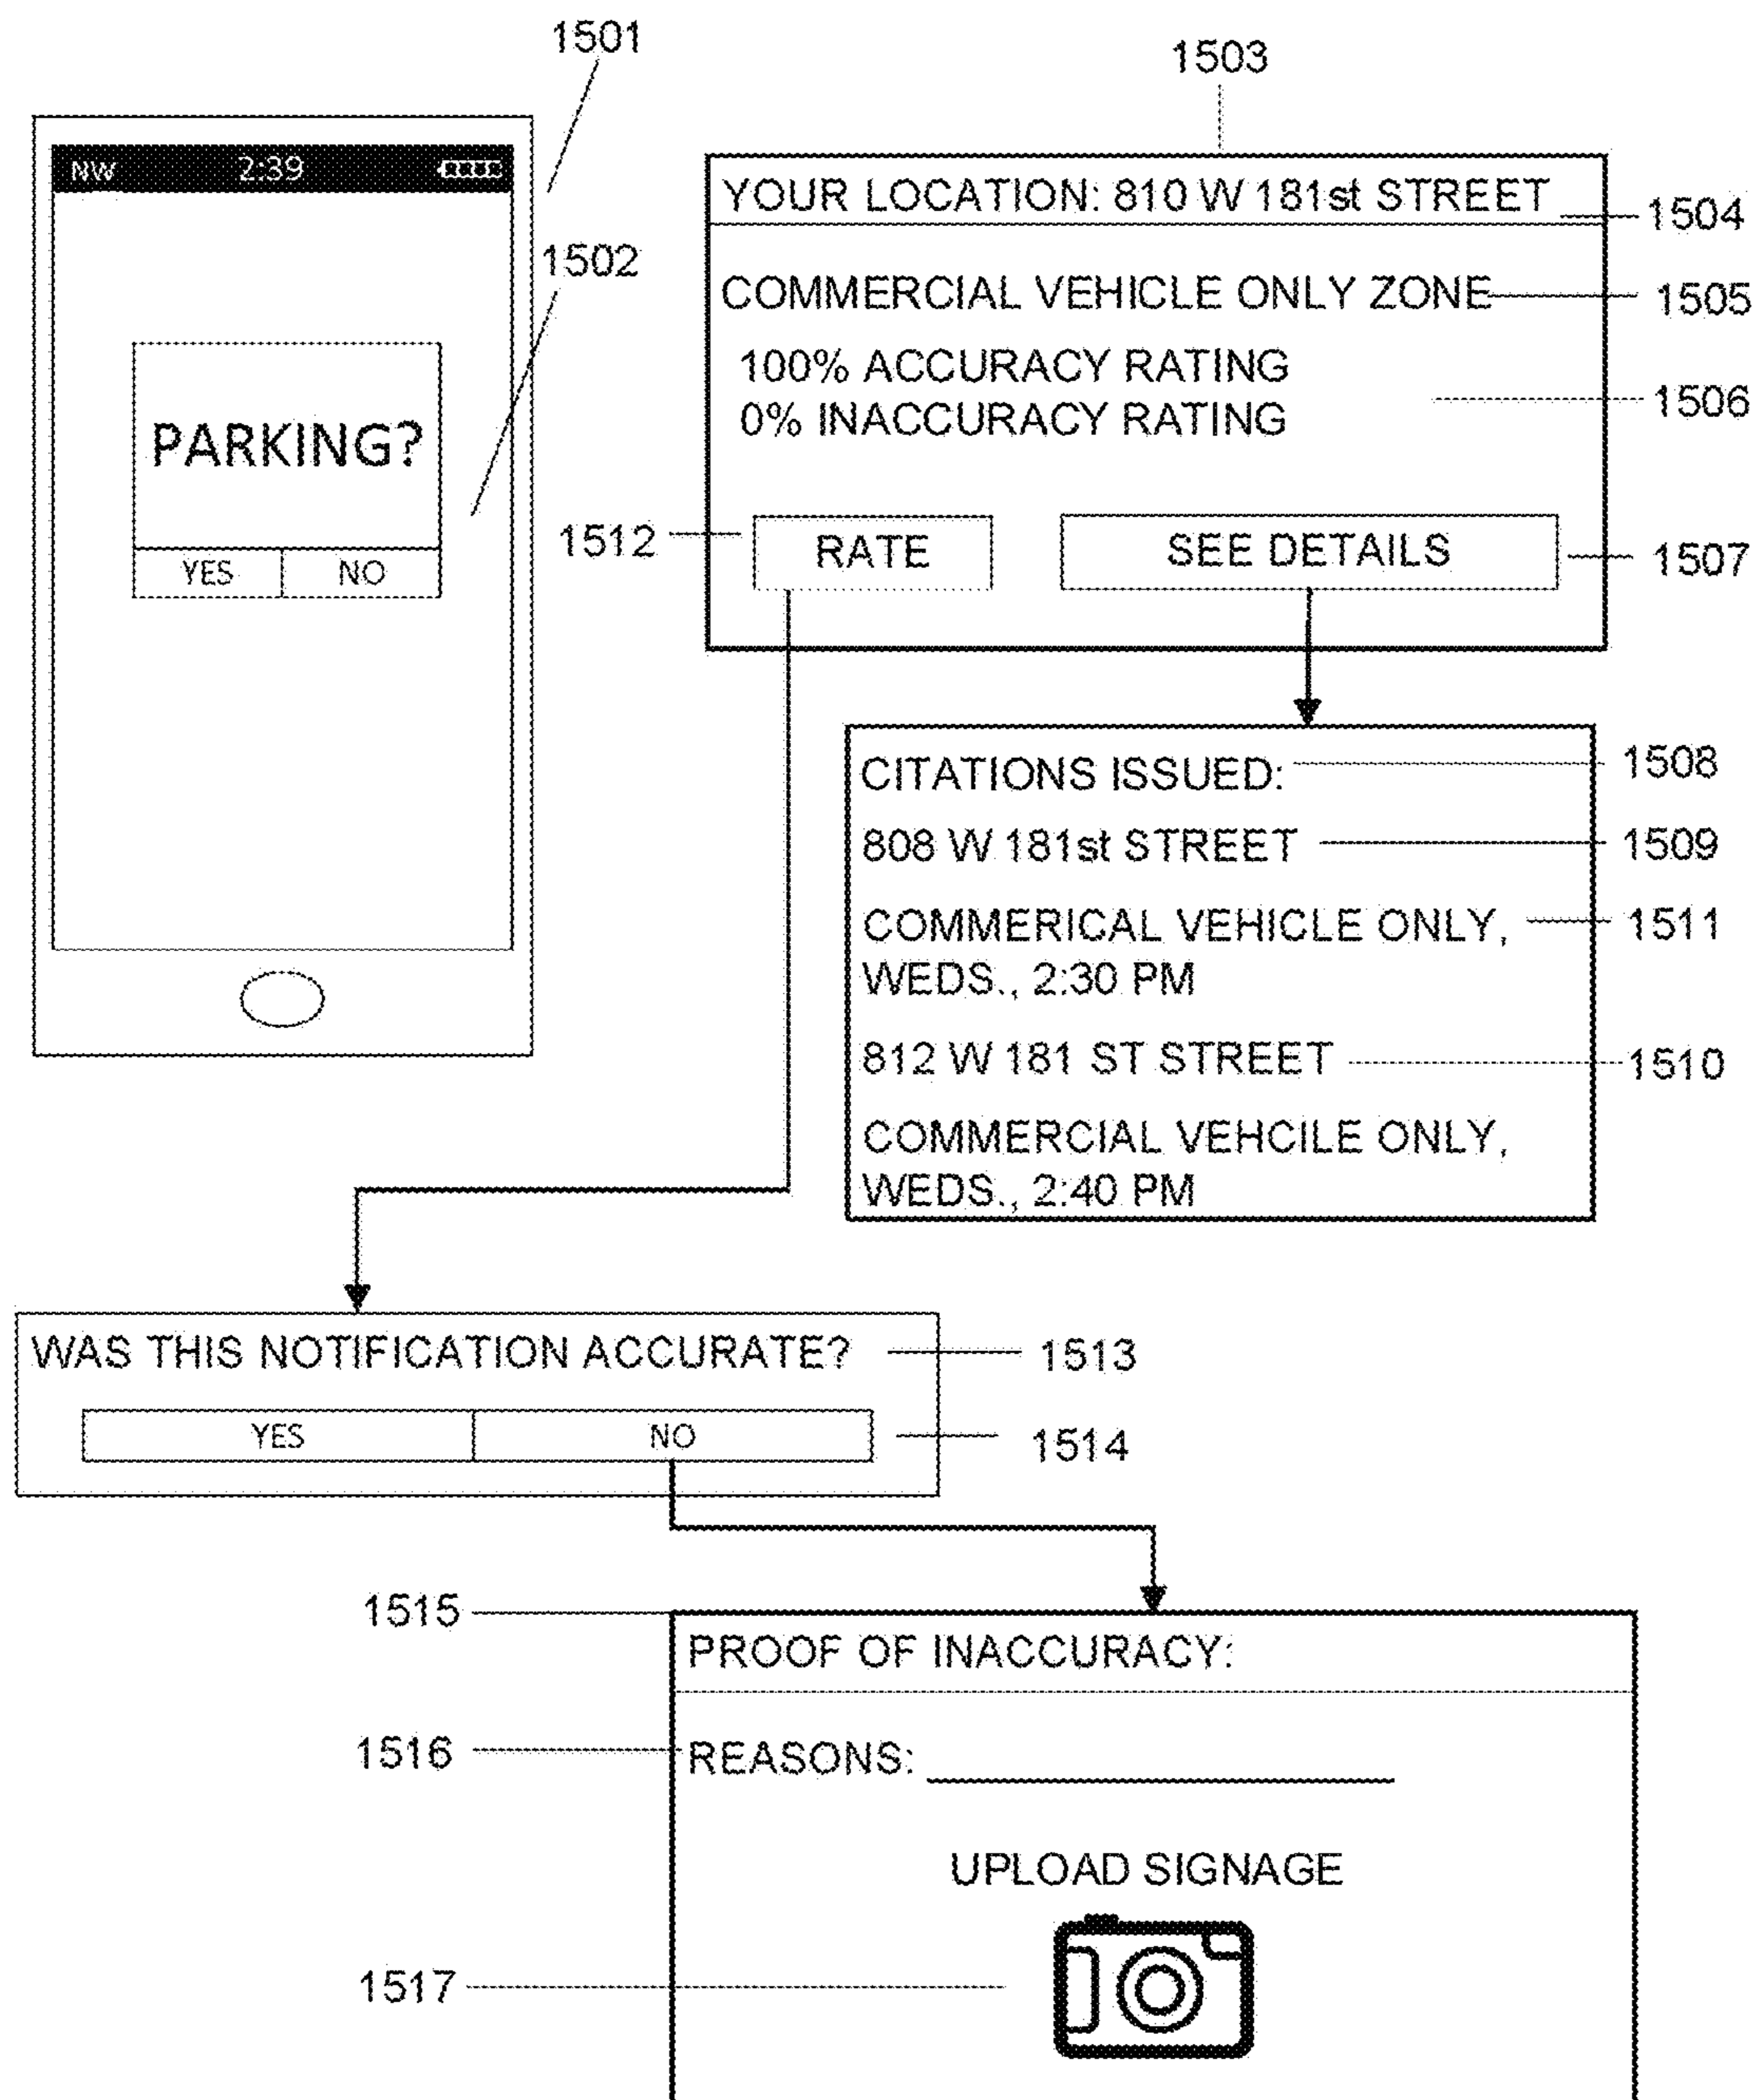 1501
1503
NW 2:39
YOUR LOCATION: 810 W 181st STREET
1504
1502
COMMERCIAL VEHICLE ONLY ZONE
1505
100% ACCURACY RATING
0% INACCURACY RATING
1506
PARKING?
YES NO
1512
RATE
SEE DETAILS
1507
CITATIONS ISSUED:
1508
808 W 181st STREET
1509
COMMERICAL VEHICLE ONLY,
1511
WEDS., 2:30 PM
812 W 181 ST STREET
1510
COMMERCIAL VEHCILE ONLY,
WEDS., 2:40 PM
WAS THIS NOTIFICATION ACCURATE?
1513
YES NO
1514
1515
PROOF OF INACCURACY:
1516
REASONS:
UPLOAD SIGNAGE
1517